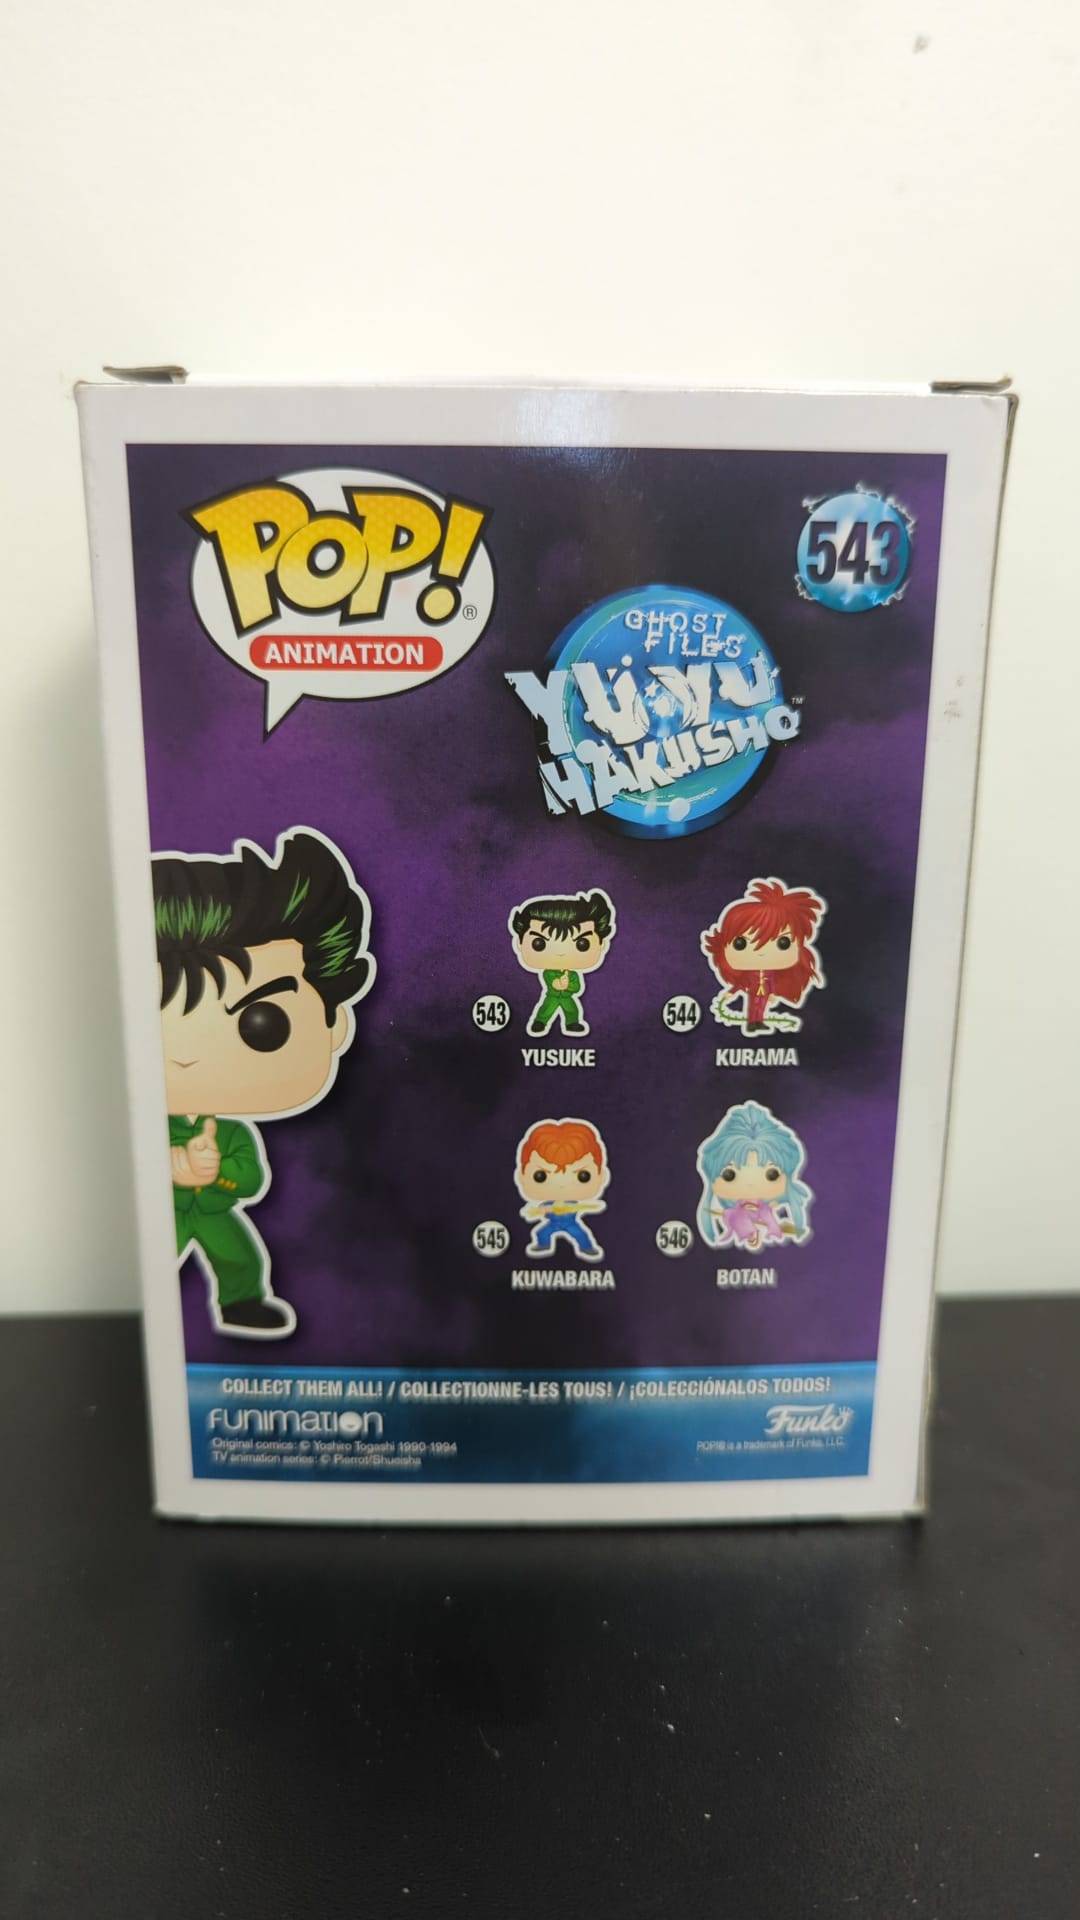 POP!®
ANIMATION
543
GHOST
FILES
YU YU
HAKUSHO™
543
YUSUKE
544
KURAMA
545
KUWABARA
546
BOTAN
COLLECT THEM ALL! / COLLECTIONNE-LES TOUS! / ¡COLECCIÓNALOS TODOS!
FUNIMATION
Original comics: © Yoshiro Togashi 1990-1994
TV animation series: © Pierrot/Shueisha
Funko
POP!® is a trademark of Funko, LLC.